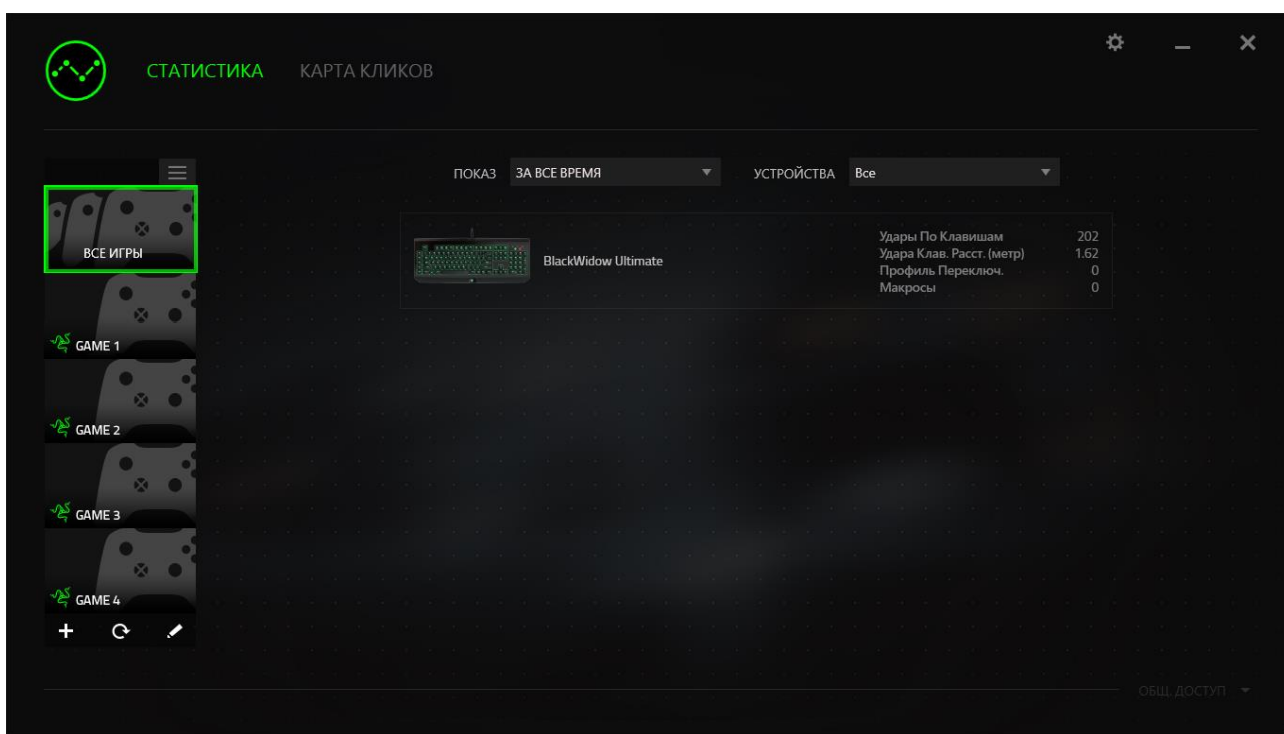 СТАТИСТИКА КАРТА КЛИКОВ
ПОКАЗ ЗА ВСЕ ВРЕМЯ УСТРОЙСТВА Все
ВСЕ ИГРЫ
GAME 1
GAME 2
GAME 3
GAME 4
BlackWidow Ultimate
Удары По Клавишам 202
Удара Клав. Расст. (метр) 1.62
Профиль Переключ. 0
Макросы 0
ОБЩ. ДОСТУП